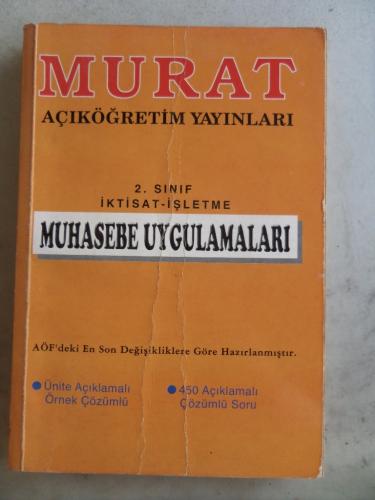 MURAT
AÇIKÖĞRETİM YAYINLARI
2. SINIF
İKTİSAT-İŞLETME
MUHASEBE UYGULAMALARI
AÖF'deki En Son Değişikliklere Göre Hazırlanmıştır.
Ünite Açıklamalı
Örnek Çözümlü
450 Açıklamalı
Çözümlü Soru